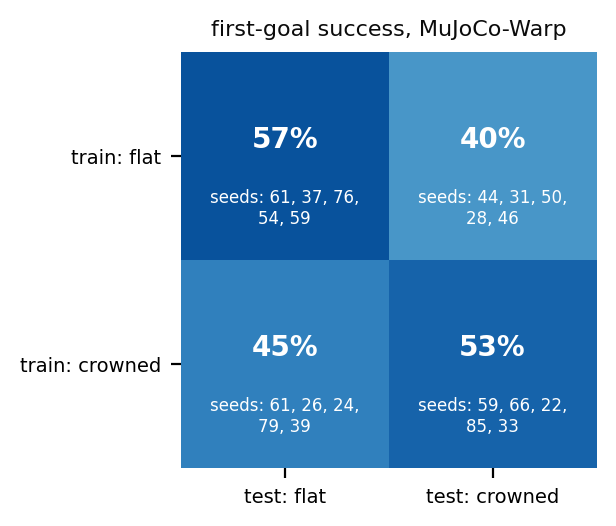 first-goal success, MuJoCo-Warp
train: flat
57%
seeds: 61, 37, 76,
54, 59
40%
seeds: 44, 31, 50,
28, 46
train: crowned
45%
seeds: 61, 26, 24,
79, 39
53%
seeds: 59, 66, 22,
85, 33
test: flat
test: crowned